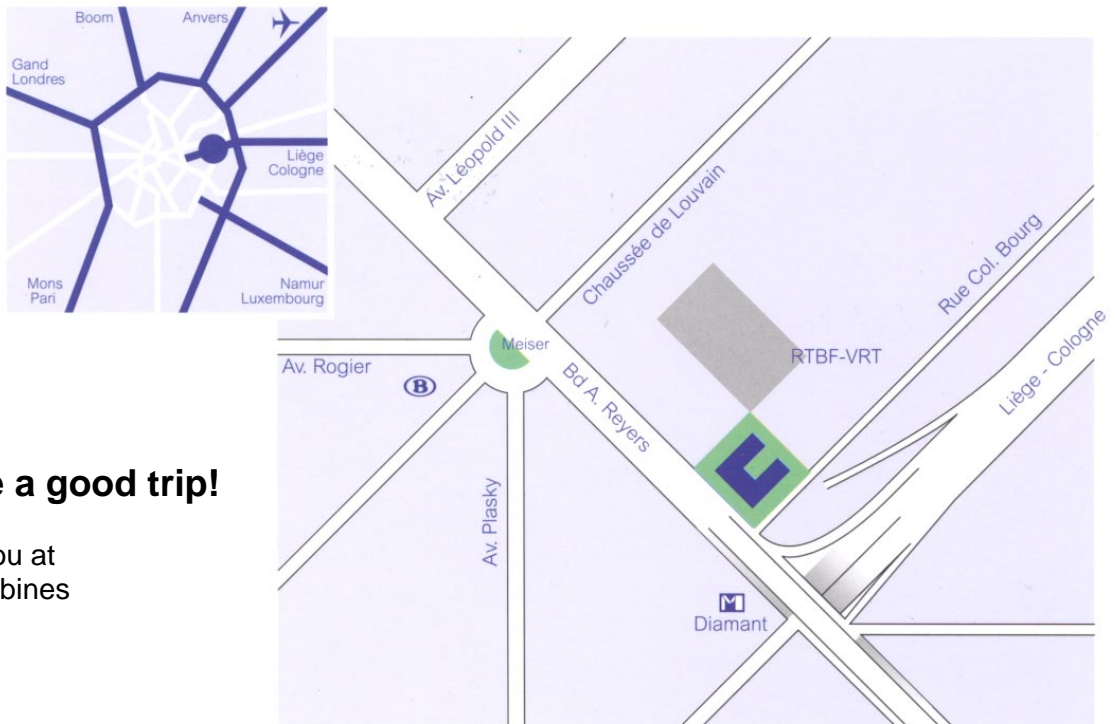 Boom
Anvers
Gand
Londres
Liège
Cologne
Mons
Pari
Namur
Luxembourg
Av. Léopold III
Chaussée de Louvain
Rue Col. Bourg
Liège - Cologne
Meiser
RTBF-VRT
Av. Rogier
B
Bd A. Reyers
e a good trip!
Av. Plasky
ou at
bines
M
Diamant